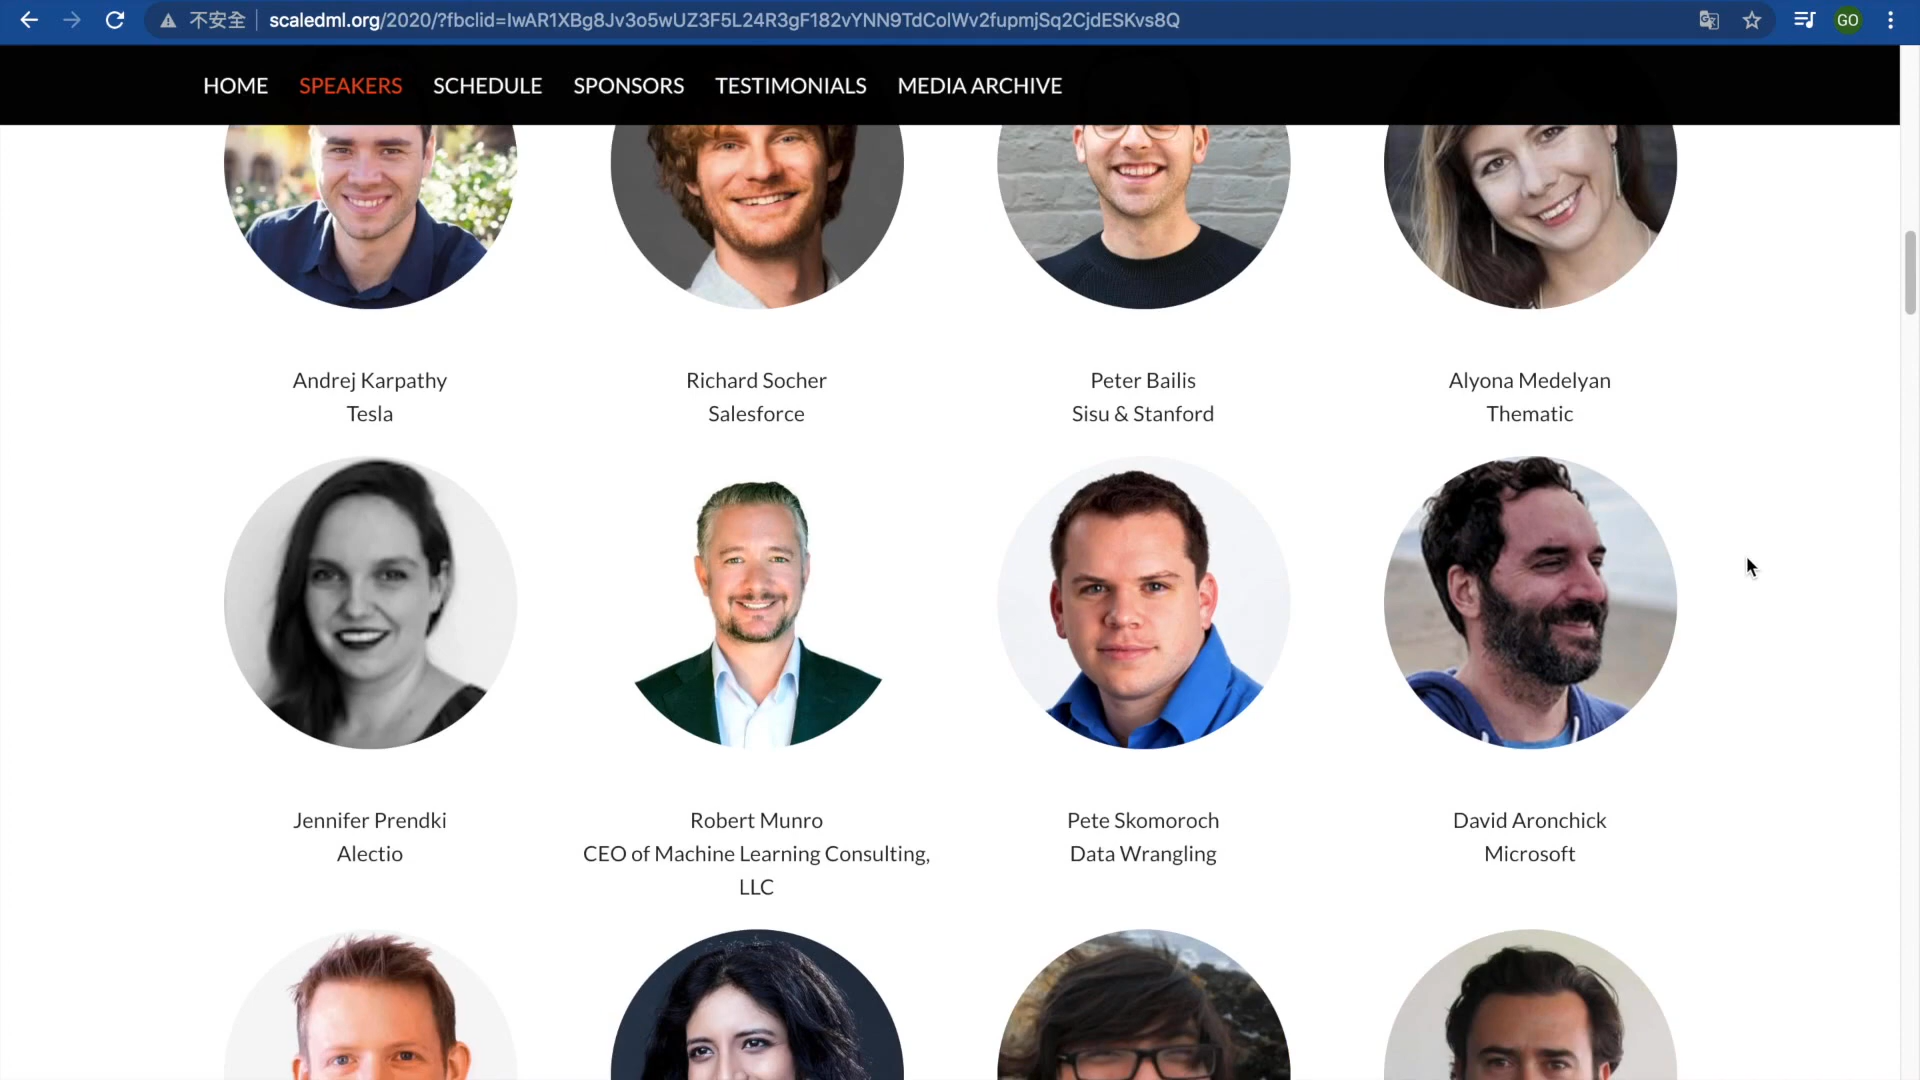 不安全 scaledml.org/2020/?fbclid=IwAR1XBg8Jv3o5wUZ3F5L24R3gF182vYNN9TdColWv2fupmjSq2CjdESKvs8Q GO
HOME SPEAKERS SCHEDULE SPONSORS TESTIMONIALS MEDIA ARCHIVE
Andrej Karpathy
Tesla
Richard Socher
Salesforce
Peter Bailis
Sisu & Stanford
Alyona Medelyan
Thematic
Jennifer Prendki
Alectio
Robert Munro
CEO of Machine Learning Consulting,
LLC
Pete Skomoroch
Data Wrangling
David Aronchick
Microsoft